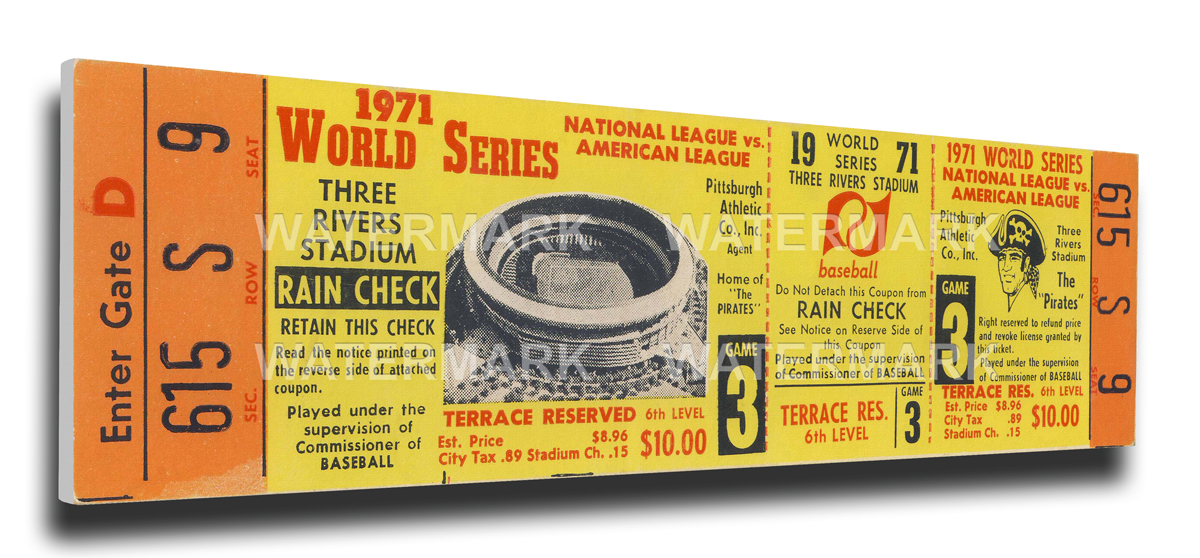 Enter Gate D
615 S 9
SEC. ROW SEAT
1971
WORLD SERIES
NATIONAL LEAGUE vs.
AMERICAN LEAGUE
THREE
RIVERS
STADIUM
RAIN CHECK
RETAIN THIS CHECK
Read the notice printed on
the reverse side of attached
coupon.
Played under the
supervision of
Commissioner of
BASEBALL
Pittsburgh
Athletic
Co., Inc.
Agent
Home of
"The
PIRATES"
GAME
3
TERRACE RESERVED 6th LEVEL
Est. Price $8.96
City Tax .89 Stadium Ch. .15
$10.00
19 WORLD SERIES 71
THREE RIVERS STADIUM
baseball
Do Not Detach this Coupon from
RAIN CHECK
See Notice on Reserve Side of
this Coupon
Played under the supervision
of Commissioner of BASEBALL
TERRACE RES.
6th LEVEL
GAME
3
1971 WORLD SERIES
NATIONAL LEAGUE vs.
AMERICAN LEAGUE
Pittsburgh
Athletic
Co., Inc.
Three
Rivers
Stadium
The
"Pirates"
GAME
3
Right reserved to refund price
and revoke license granted by
this ticket.
Played under the supervision
of Commissioner of BASEBALL
TERRACE RES. 6th LEVEL
Est. Price $8.96
City Tax .89
Stadium Ch. .15
$10.00
SEC. ROW SEAT
615 S 9
WATERMARK WATERMARK
WATERMARK WATERMARK